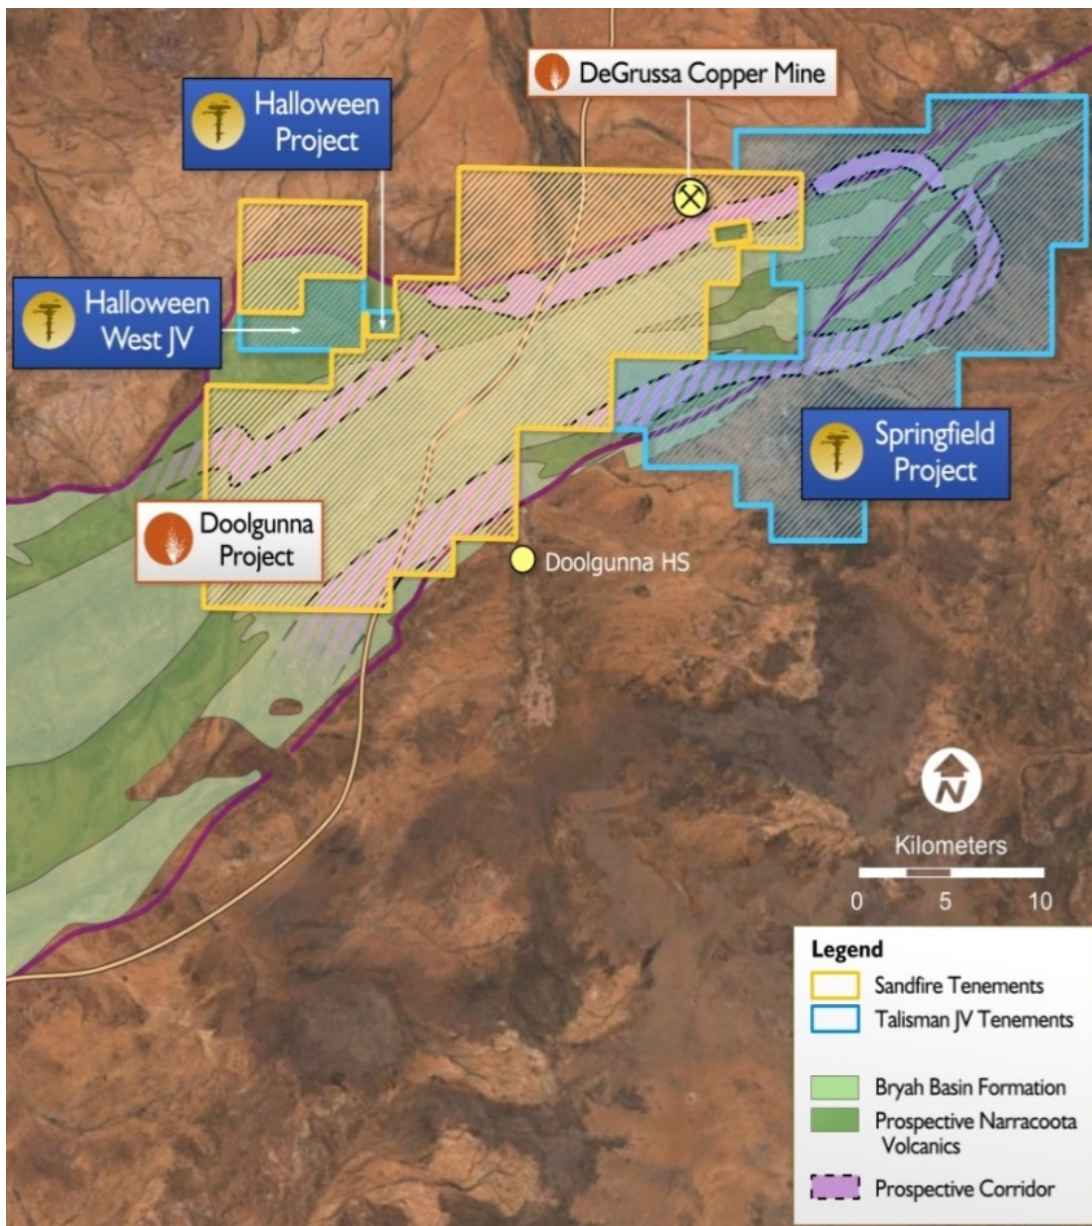 DeGrussa Copper Mine
Halloween
Project
Halloween
West JV
Springfield
Project
Doolgunna
Project
Doolgunna HS
N
Kilometers
0 5 10
Legend
Sandfire Tenements
Talisman JV Tenements
Bryah Basin Formation
Prospective Narracoota
Volcanics
Prospective Corridor